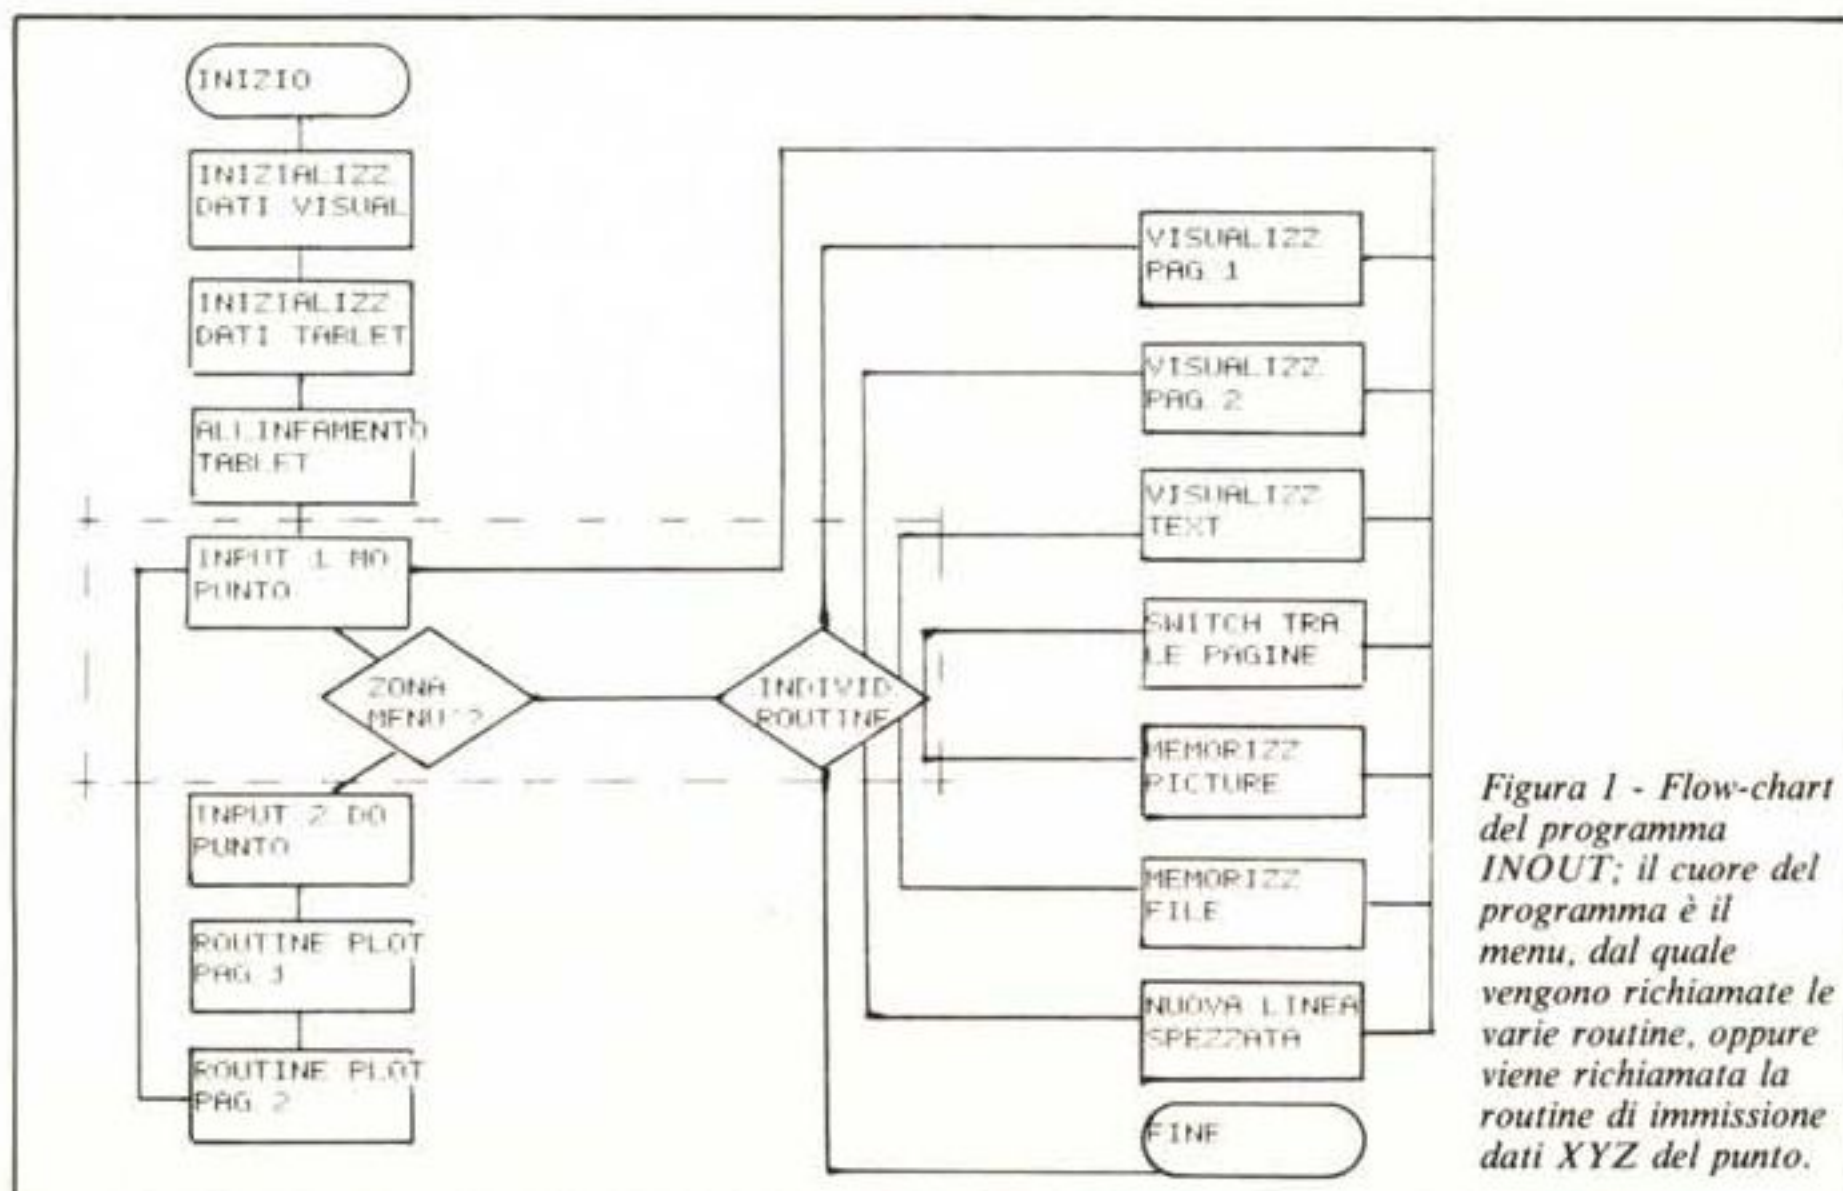 INIZIO
INIZIALIZZ
DATI VISUAL
INIZIALIZZ
DATI TABLET
ALLINEAMENTO
TABLET
INPUT 1 MO
PUNTO
ZONA
MENU'?
INPUT 2 DO
PUNTO
ROUTINE PLOT
PAG 1
ROUTINE PLOT
PAG 2
INDIVID
ROUTINE
VISUALIZZ
PAG 1
VISUALIZZ
PAG 2
VISUALIZZ
TEXT
SWITCH TRA
LE PAGINE
MEMORIZZ
PICTURE
MEMORIZZ
FILE
NUOVA LINEA
SPEZZATA
FINE
Figura 1 - Flow-chart
del programma
INOUT; il cuore del
programma è il
menu, dal quale
vengono richiamate le
varie routine, oppure
viene richiamata la
routine di immissione
dati XYZ del punto.